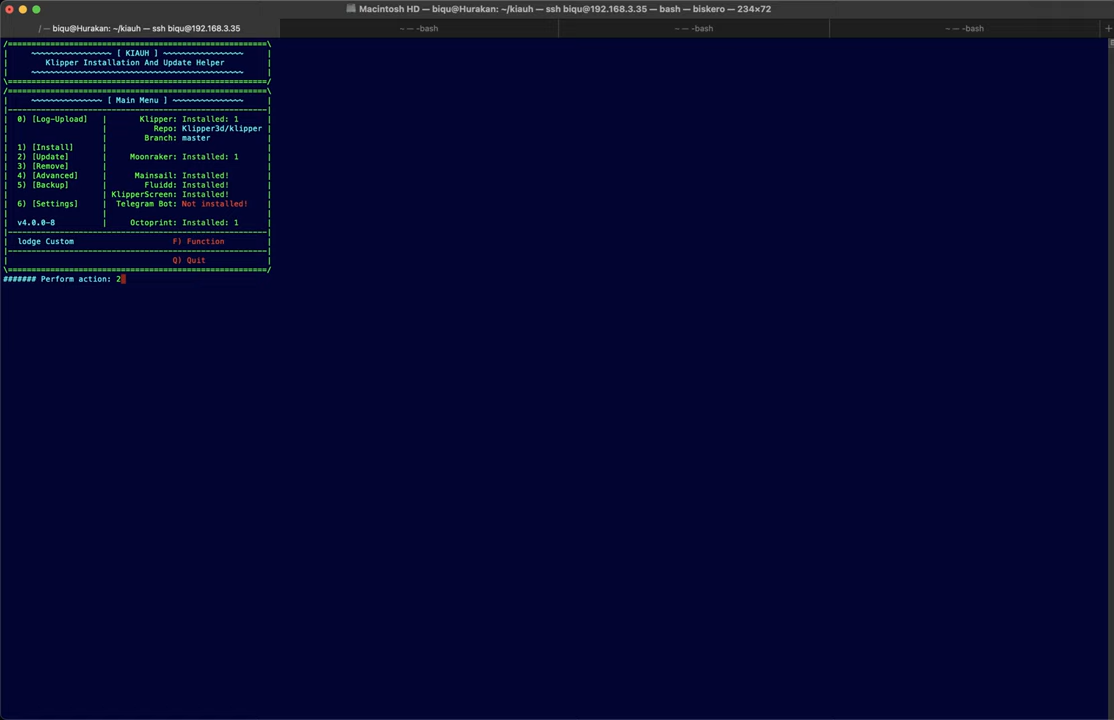 Macintosh HD — biqu@Hurakan: ~/kiauh — ssh biqu@192.168.3.35 — bash — biskero — 234×72
/ — biqu@Hurakan: ~/kiauh — ssh biqu@192.168.3.35
~ — -bash
~ — -bash
~ — -bash
+
/=======================================================\
|     ~~~~~~~~~~~~~~~~~ [ KIAUH ] ~~~~~~~~~~~~~~~~~     |
|        Klipper Installation And Update Helper         |
|     ~~~~~~~~~~~~~~~~~~~~~~~~~~~~~~~~~~~~~~~~~~~~~     |
\=======================================================/
/=======================================================\
|     ~~~~~~~~~~~~~~~ [ Main Menu ] ~~~~~~~~~~~~~~~     |
|-------------------------------------------------------|
|  0) [Log-Upload]   |       Klipper: Installed: 1      |
|                    |          Repo: Klipper3d/klipper |
|                    |        Branch: master            |
|  1) [Install]      |                                  |
|  2) [Update]       |     Moonraker: Installed: 1      |
|  3) [Remove]       |                                  |
|  4) [Advanced]     |      Mainsail: Installed!        |
|  5) [Backup]       |        Fluidd: Installed!        |
|                    | KlipperScreen: Installed!        |
|  6) [Settings]     |  Telegram Bot: Not installed!    |
|                    |                                  |
|  v4.0.0-8          |     Octoprint: Installed: 1      |
|-------------------------------------------------------|
|  lodge Custom                     F) Function         |
|-------------------------------------------------------|
|                                   Q) Quit             |
\=======================================================/
####### Perform action: 2